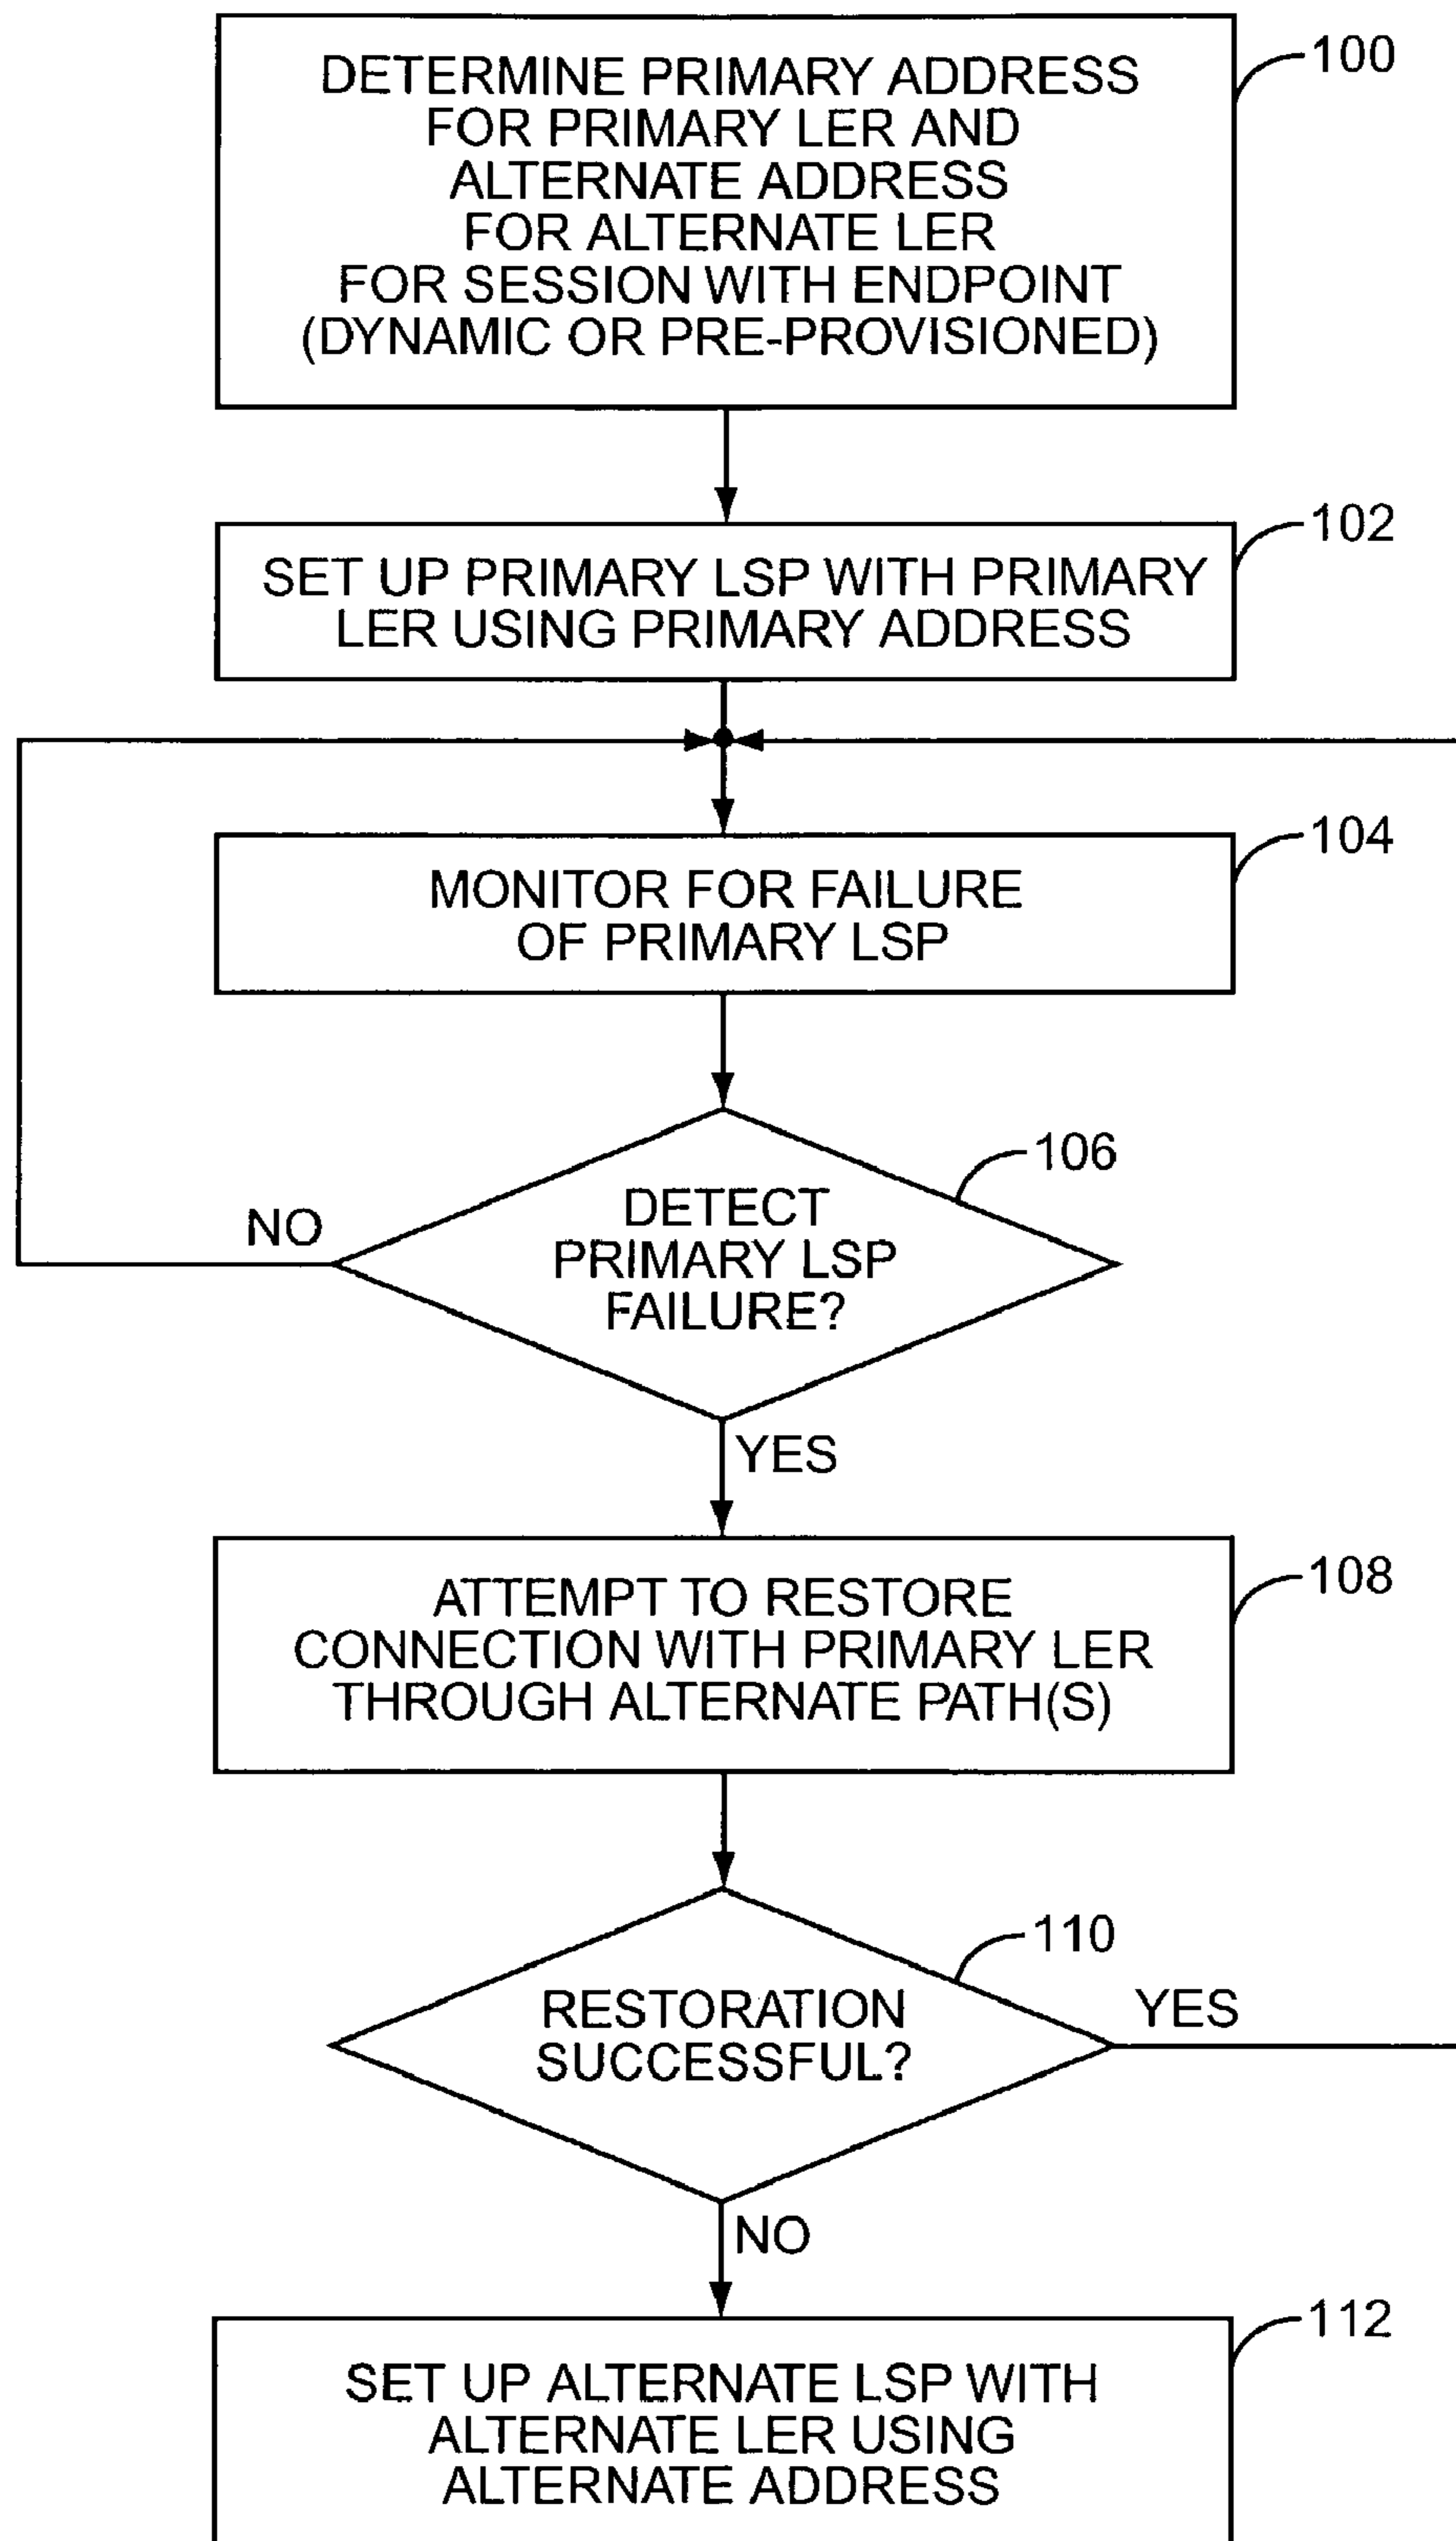 DETERMINE PRIMARY ADDRESS
FOR PRIMARY LER AND
ALTERNATE ADDRESS
FOR ALTERNATE LER
FOR SESSION WITH ENDPOINT
(DYNAMIC OR PRE-PROVISIONED)
100
SET UP PRIMARY LSP WITH PRIMARY
LER USING PRIMARY ADDRESS
102
MONITOR FOR FAILURE
OF PRIMARY LSP
104
DETECT
PRIMARY LSP
FAILURE?
106
NO
YES
ATTEMPT TO RESTORE
CONNECTION WITH PRIMARY LER
THROUGH ALTERNATE PATH(S)
108
RESTORATION
SUCCESSFUL?
110
YES
NO
SET UP ALTERNATE LSP WITH
ALTERNATE LER USING
ALTERNATE ADDRESS
112